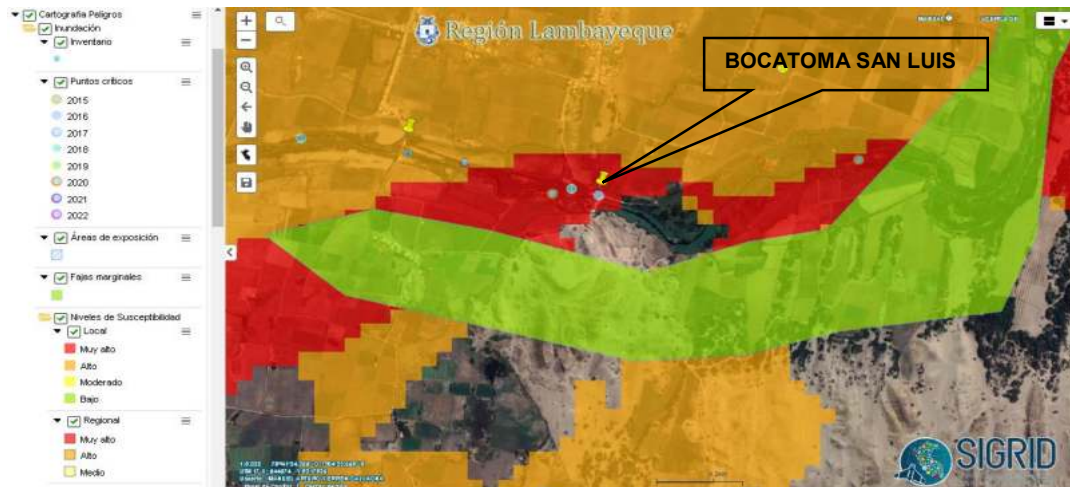 Cartografía Peligros
Inundación
Inventario
Puntos críticos
2015
2016
2017
2018
2019
2020
2021
2022
Áreas de exposición
Fajas marginales
Niveles de Susceptibilidad
Local
Muy alto
Alto
Moderado
Bajo
Regional
Muy alto
Alto
Medio
Región Lambayeque
BOCATOMA SAN LUIS
SIGRID